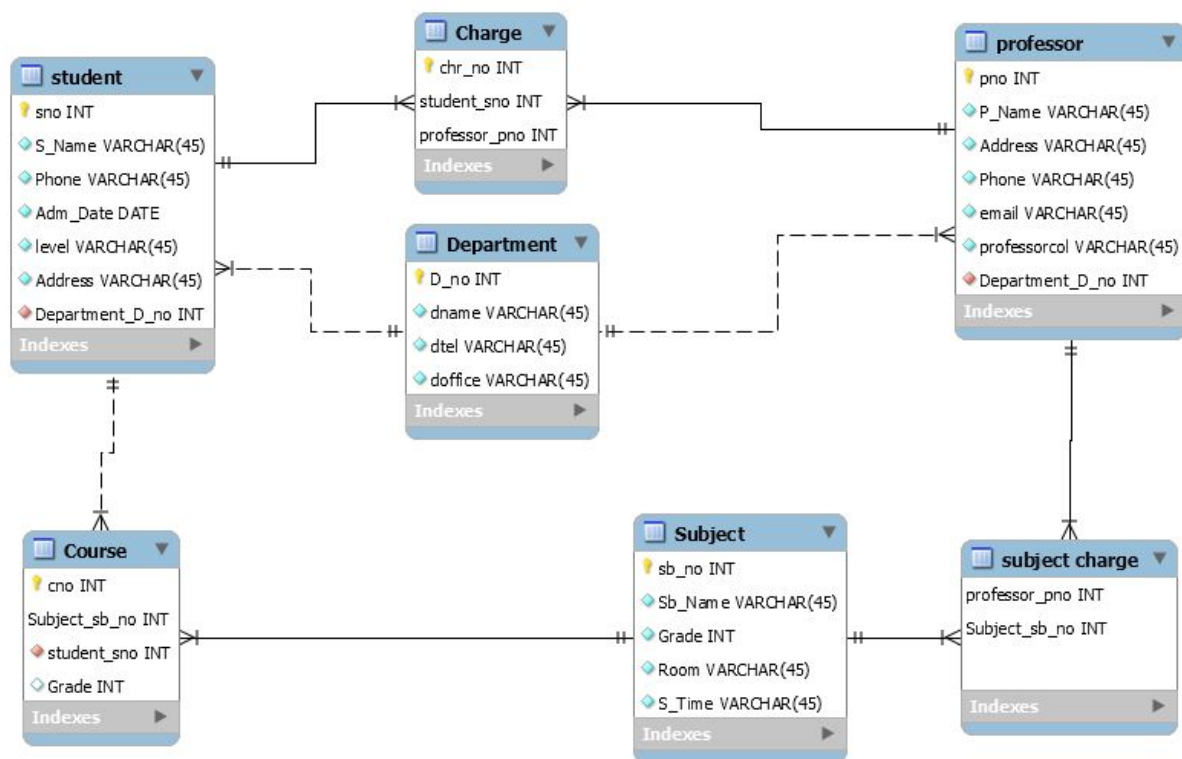 student
sno INT
S_Name VARCHAR(45)
Phone VARCHAR(45)
Adm_Date DATE
level VARCHAR(45)
Address VARCHAR(45)
Department_D_no INT
Indexes
Charge
chr_no INT
student_sno INT
professor_pno INT
Indexes
professor
pno INT
P_Name VARCHAR(45)
Address VARCHAR(45)
Phone VARCHAR(45)
email VARCHAR(45)
professorcol VARCHAR(45)
Department_D_no INT
Indexes
Department
D_no INT
dname VARCHAR(45)
dtel VARCHAR(45)
doffice VARCHAR(45)
Indexes
Course
cno INT
Subject_sb_no INT
student_sno INT
Grade INT
Indexes
Subject
sb_no INT
Sb_Name VARCHAR(45)
Grade INT
Room VARCHAR(45)
S_Time VARCHAR(45)
Indexes
subject charge
professor_pno INT
Subject_sb_no INT
Indexes